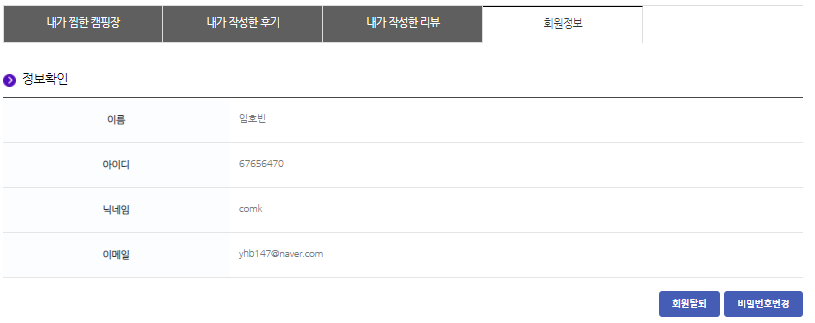 내가 찜한 캠핑장 내가 작성한 후기 내가 작성한 리뷰 회원정보
정보확인
이름 임호빈
아이디 67656470
닉네임 comk
이메일 yhb147@naver.com
회원탈퇴 비밀번호변경